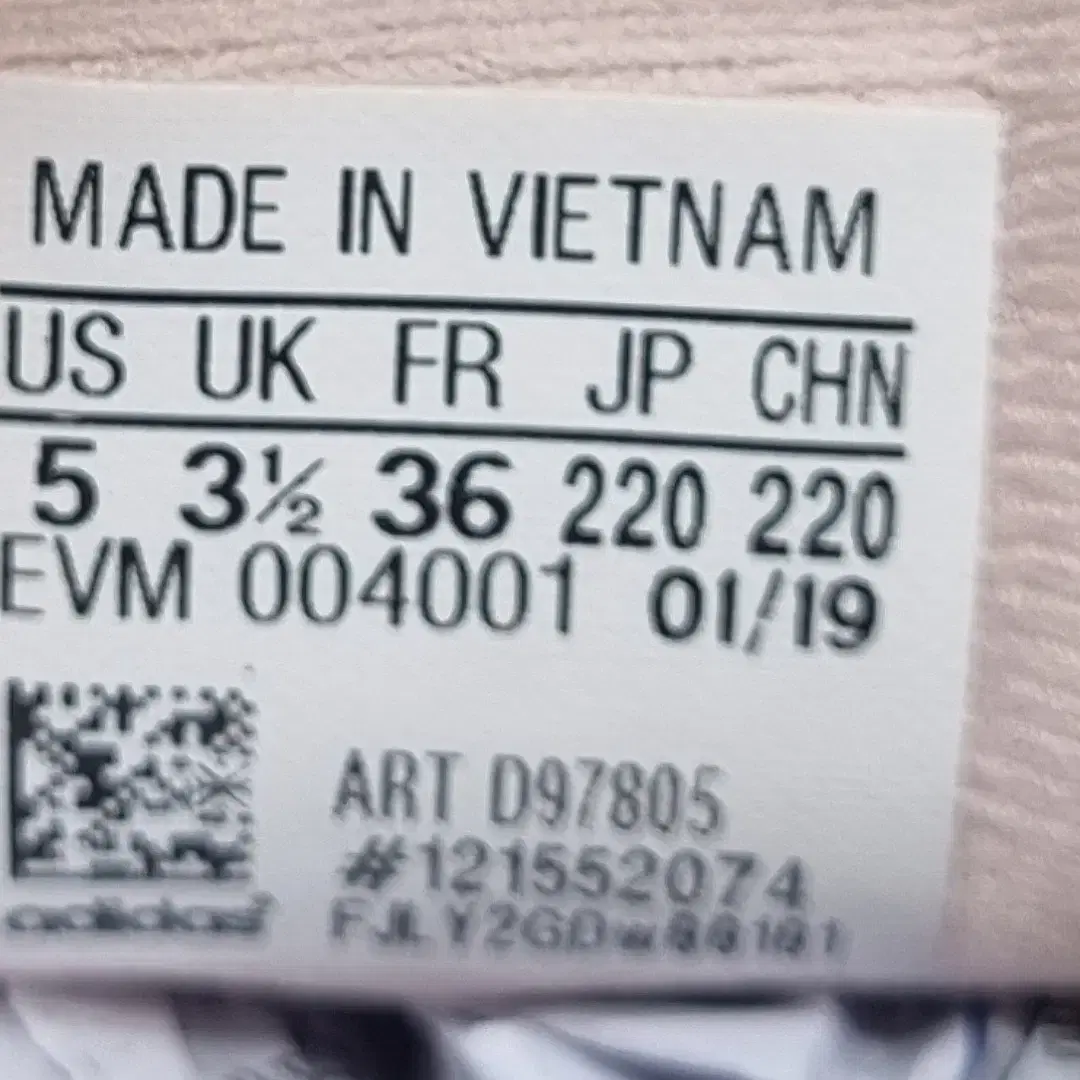 MADE IN VIETNAM
US UK FR JP CHN
5 3½ 36 220 220
EVM 004001 01/19
ART D97805
#121552074